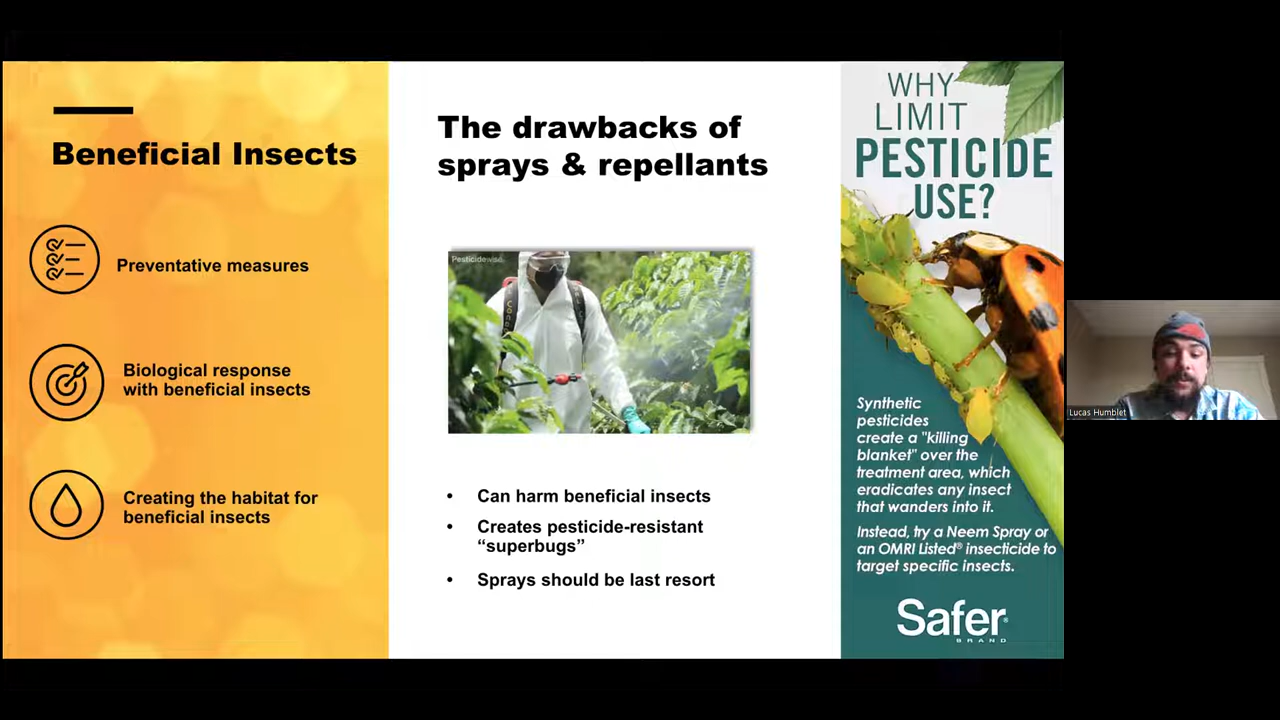 Beneficial Insects
Preventative measures
Biological response
with beneficial insects
Creating the habitat for
beneficial insects
The drawbacks of
sprays & repellants
Pesticidewise.
• Can harm beneficial insects
• Creates pesticide-resistant
“superbugs”
• Sprays should be last resort
WHY
LIMIT
PESTICIDE
USE?
Synthetic
pesticides
create a "killing
blanket" over the
treatment area, which
eradicates any insect
that wanders into it.
Instead, try a Neem Spray or
an OMRI Listed® insecticide to
target specific insects.
Safer®
BRAND
Lucas Humblet